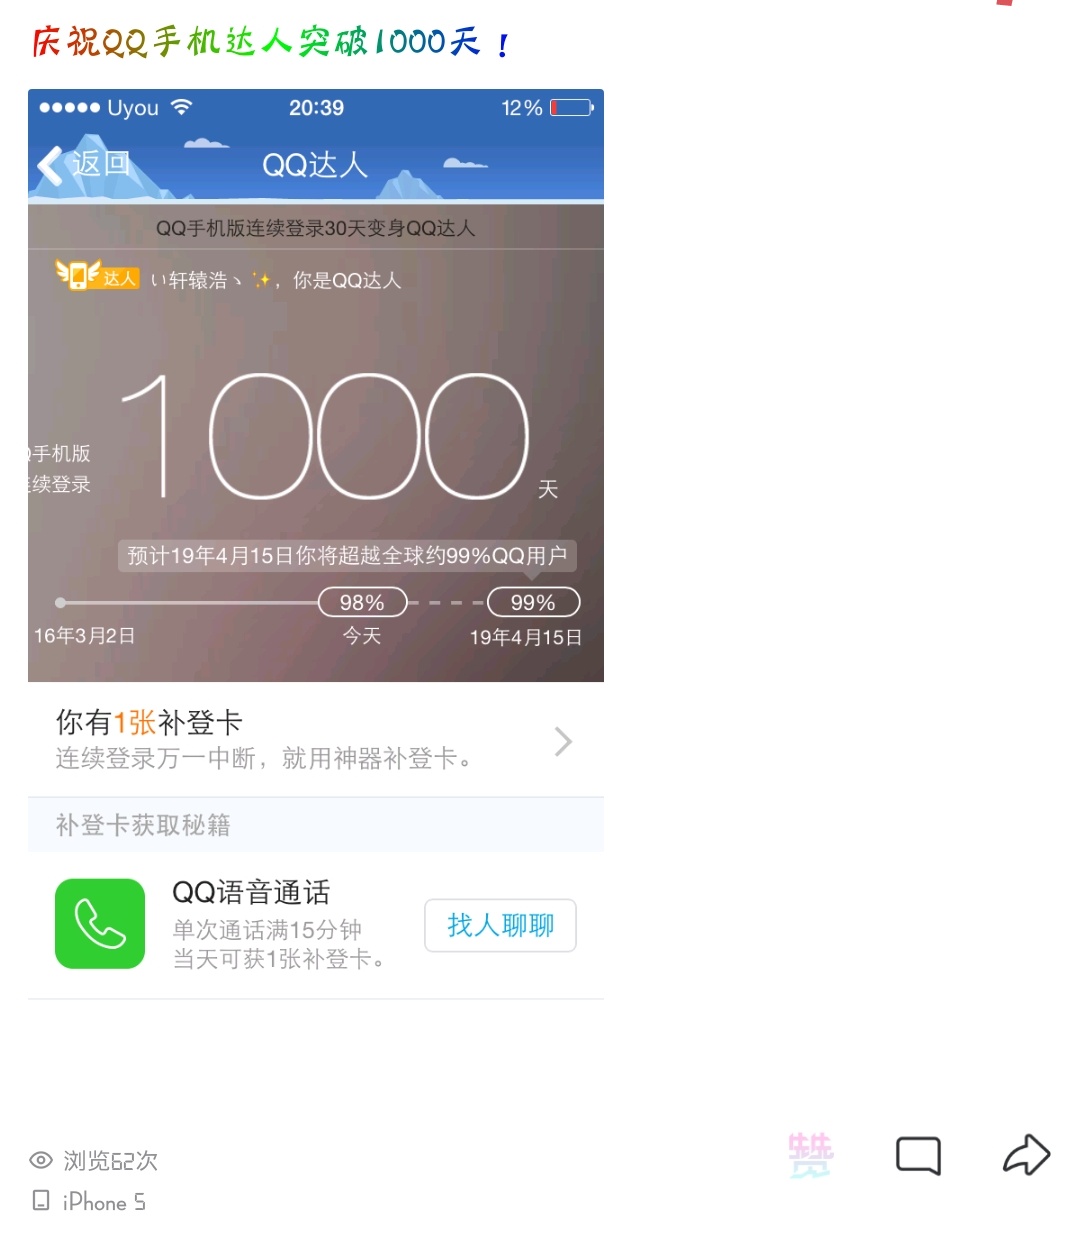 庆祝QQ手机达人突破1000天！
Uyou 20:39 12%
返回 QQ达人
QQ手机版连续登录30天变身QQ达人
达人 い轩辕浩ヽ✨，你是QQ达人
1000天
手机版
续登录
预计19年4月15日你将超越全球约99%QQ用户
98% 99%
16年3月2日 今天 19年4月15日
你有1张补登卡
连续登录万一中断，就用神器补登卡。
补登卡获取秘籍
QQ语音通话
单次通话满15分钟
当天可获1张补登卡。
找人聊聊
浏览62次
赞
iPhone 5